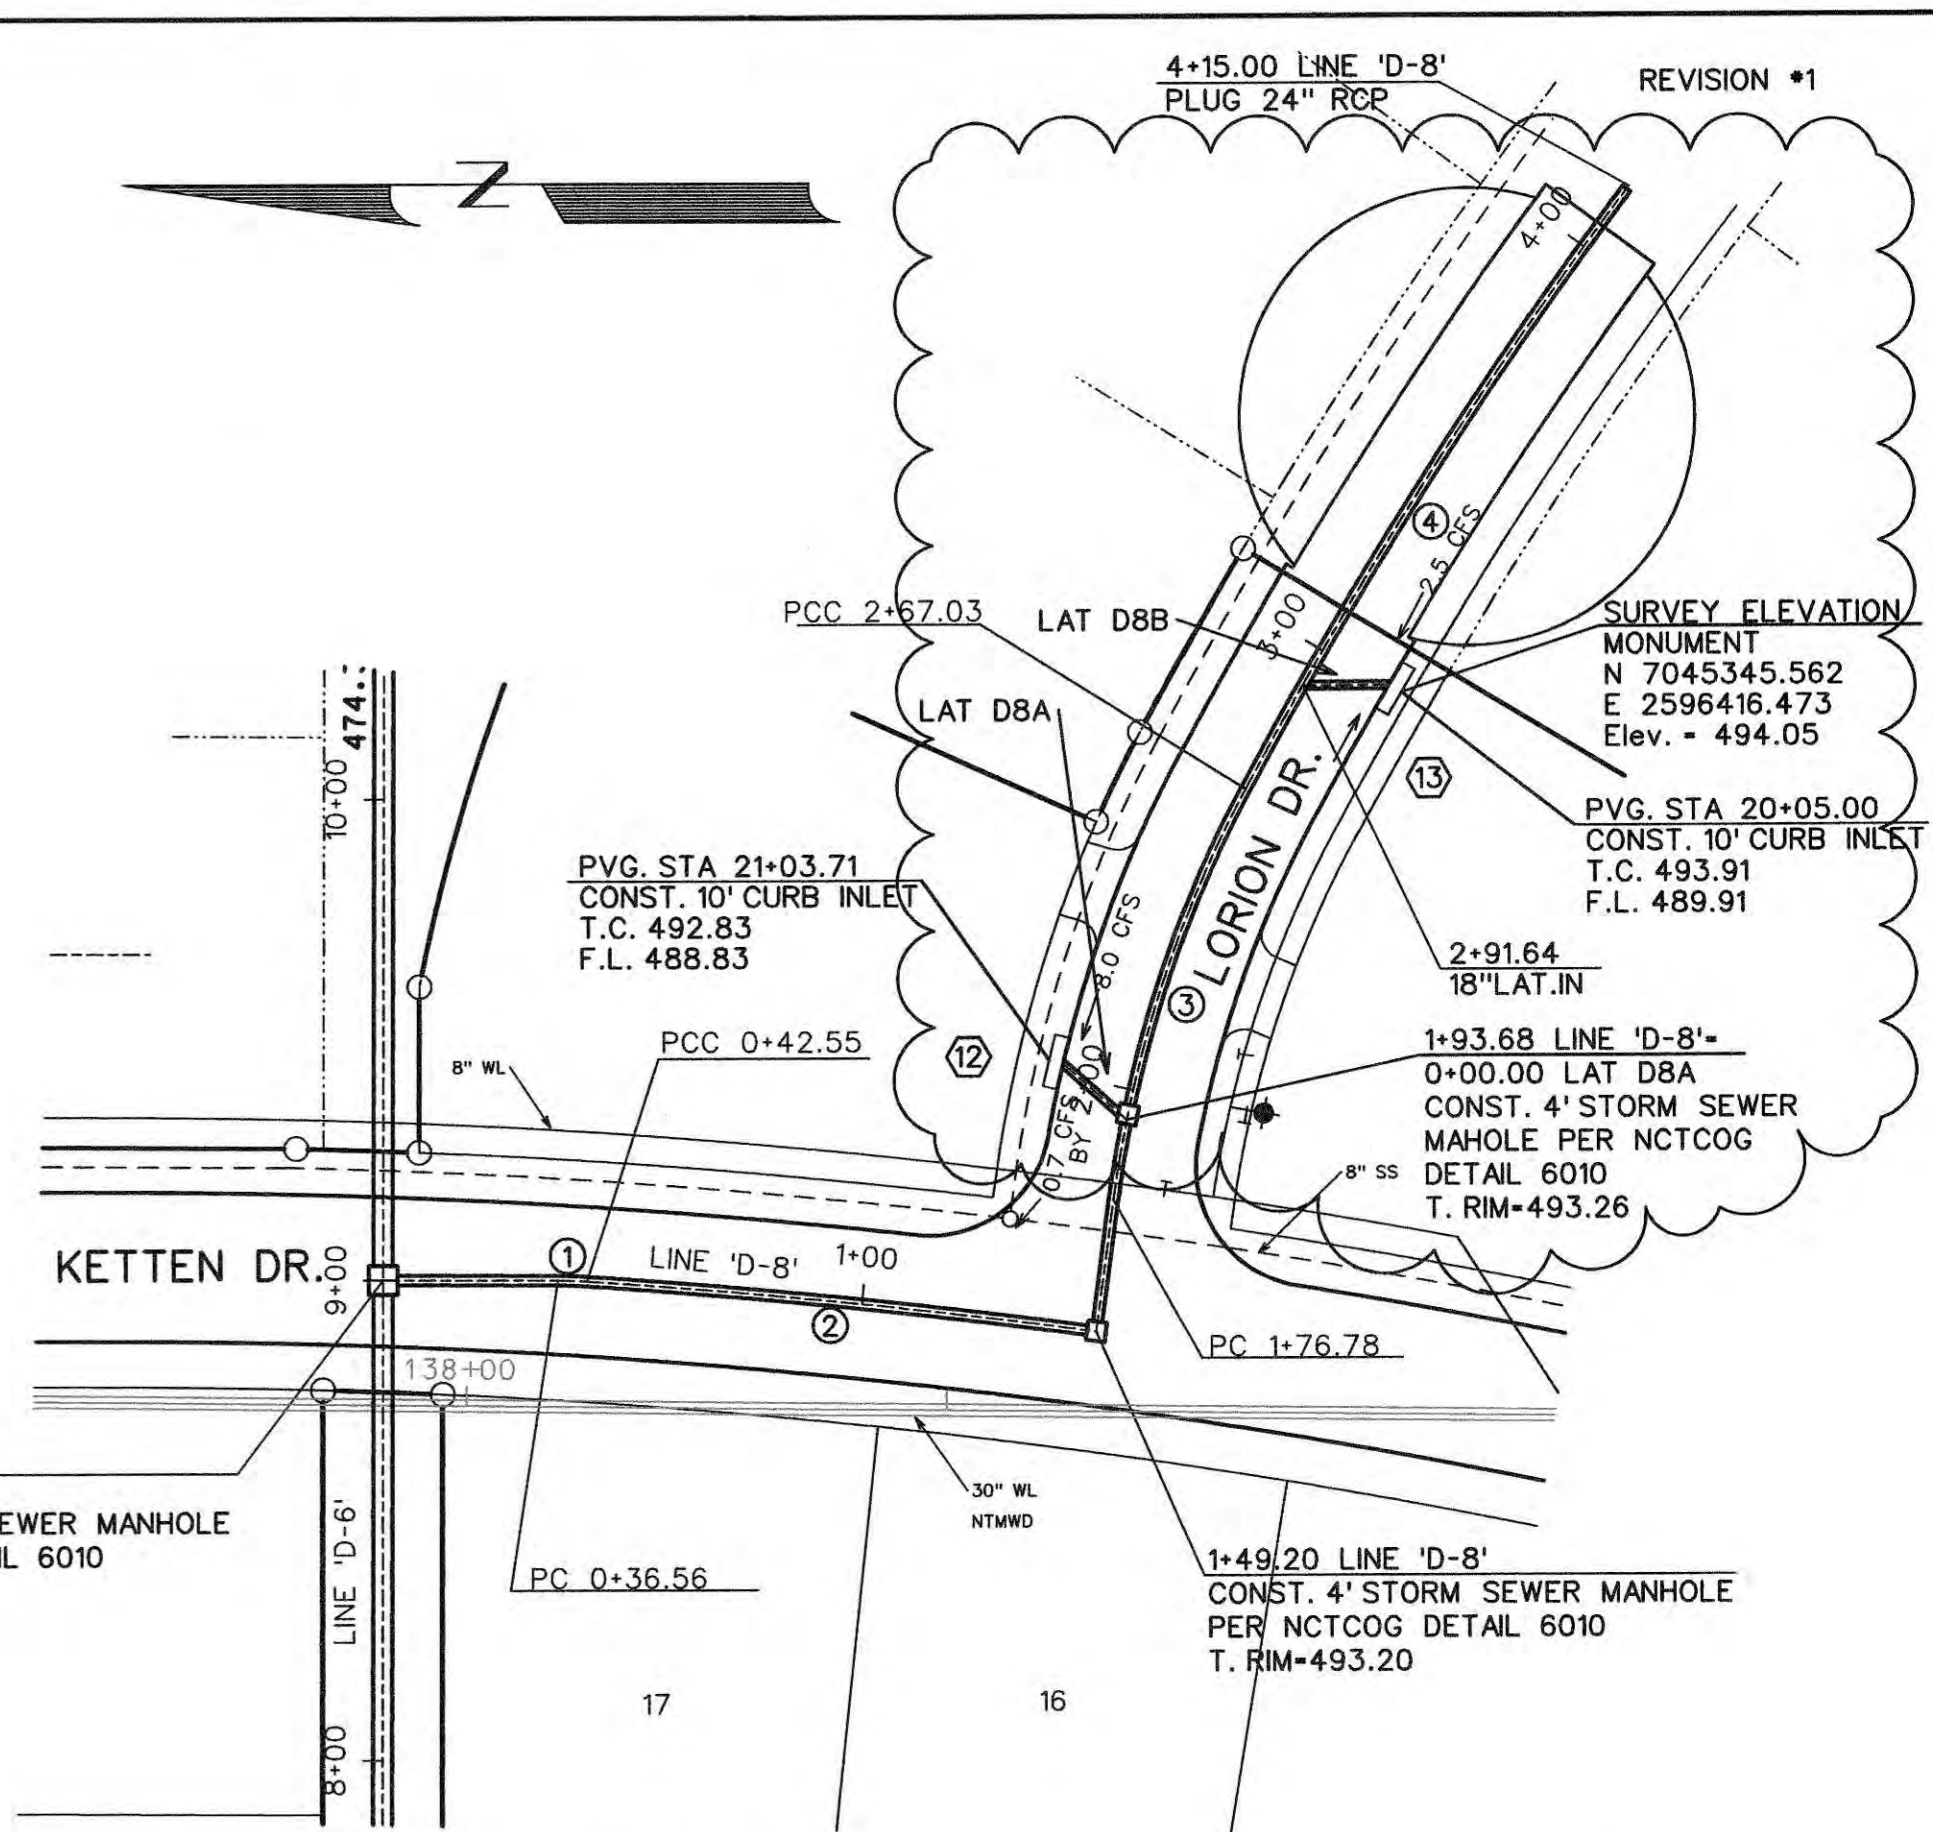 4+15.00 LINE 'D-8'
PLUG 24" RCP
REVISION #1
Z
4+00
4
2.5 CFS
PCC 2+67.03
LAT D8B
3+00
SURVEY ELEVATION
MONUMENT
N 7045345.562
E 2596416.473
Elev. = 494.05
474.
LAT D8A
LORION DR.
13
10+00
PVG. STA 20+05.00
CONST. 10' CURB INLET
T.C. 493.91
F.L. 489.91
PVG. STA 21+03.71
CONST. 10' CURB INLET
T.C. 492.83
F.L. 488.83
8.0 CFS
2+91.64
18"LAT.IN
3
PCC 0+42.55
12
8" WL
2+00
0.7 CFS
BY
1+93.68 LINE 'D-8'=
0+00.00 LAT D8A
CONST. 4' STORM SEWER
MAHOLE PER NCTCOG
DETAIL 6010
T. RIM=493.26
8" SS
KETTEN DR.
9+00
1
LINE 'D-8'
1+00
2
PC 1+76.78
138+00
30" WL
NTMWD
EWER MANHOLE
IL 6010
LINE 'D-6'
PC 0+36.56
1+49.20 LINE 'D-8'
CONST. 4' STORM SEWER MANHOLE
PER NCTCOG DETAIL 6010
T. RIM=493.20
17
16
8+00